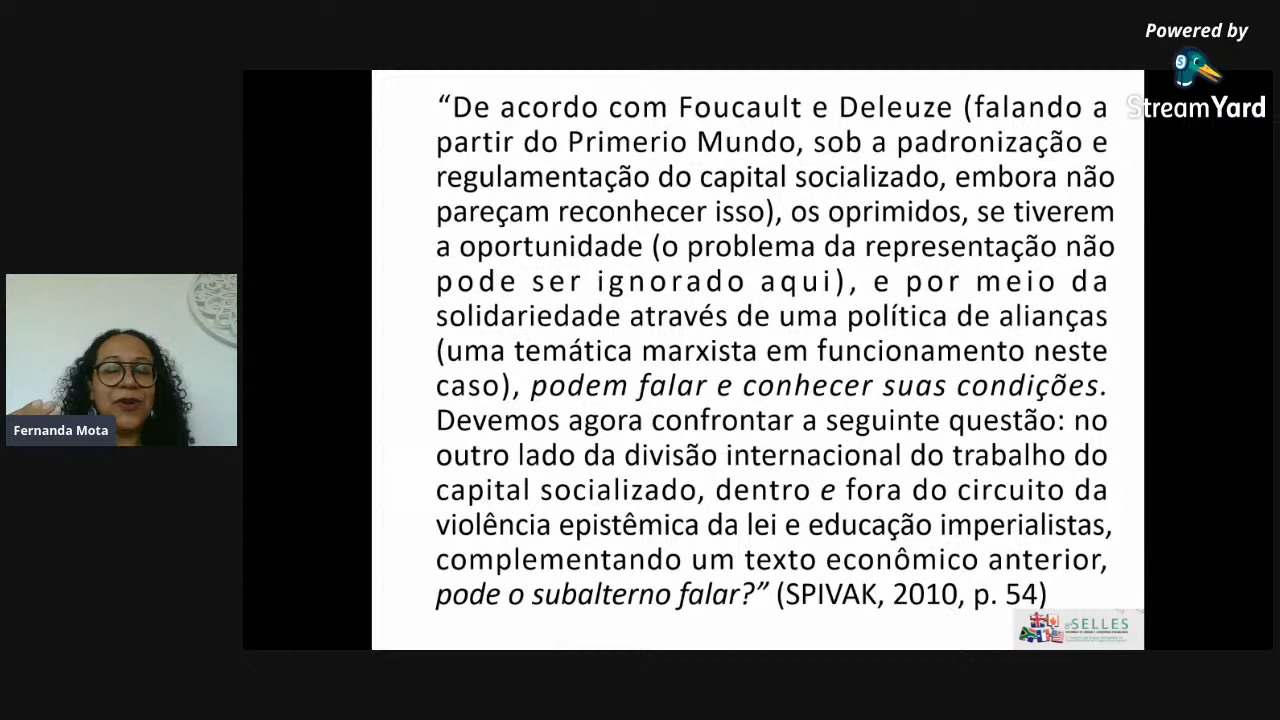 Powered by
StreamYard
“De acordo com Foucault e Deleuze (falando a
partir do Primerio Mundo, sob a padronização e
regulamentação do capital socializado, embora não
pareçam reconhecer isso), os oprimidos, se tiverem
a oportunidade (o problema da representação não
pode ser ignorado aqui), e por meio da
solidariedade através de uma política de alianças
(uma temática marxista em funcionamento neste
caso), podem falar e conhecer suas condições.
Devemos agora confrontar a seguinte questão: no
outro lado da divisão internacional do trabalho do
capital socializado, dentro e fora do circuito da
violência epistêmica da lei e educação imperialistas,
complementando um texto econômico anterior,
pode o subalterno falar?” (SPIVAK, 2010, p. 54)
Fernanda Mota
SELLES